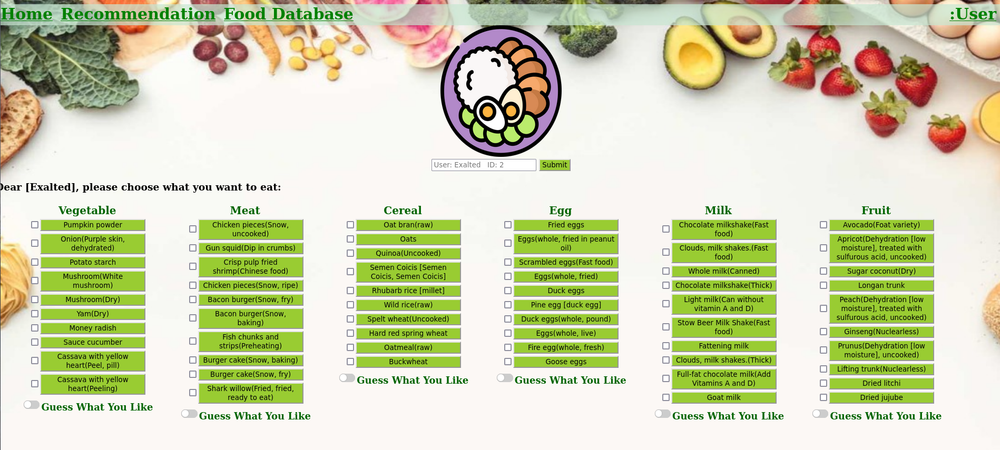 Home Recommendation Food Database :User
User: Exalted   ID: 2 Submit
Dear [Exalted], please choose what you want to eat:
Vegetable
Pumpkin powder
Onion(Purple skin,
dehydrated)
Potato starch
Mushroom(White
mushroom)
Mushroom(Dry)
Yam(Dry)
Money radish
Sauce cucumber
Cassava with yellow
heart(Peel, pill)
Cassava with yellow
heart(Peeling)
Guess What You Like
Meat
Chicken pieces(Snow,
uncooked)
Gun squid(Dip in crumbs)
Crisp pulp fried
shrimp(Chinese food)
Chicken pieces(Snow, ripe)
Bacon burger(Snow, fry)
Bacon burger(Snow,
baking)
Fish chunks and
strips(Preheating)
Burger cake(Snow, baking)
Burger cake(Snow, fry)
Shark willow(Fried, fried,
ready to eat)
Guess What You Like
Cereal
Oat bran(raw)
Oats
Quinoa(Uncooked)
Semen Coicis [Semen
Coicis, Semen Coicis]
Rhubarb rice [millet]
Wild rice(raw)
Spelt wheat(Uncooked)
Hard red spring wheat
Oatmeal(raw)
Buckwheat
Guess What You Like
Egg
Fried eggs
Eggs(whole, fried in peanut
oil)
Scrambled eggs(Fast food)
Eggs(whole, fried)
Duck eggs
Pine egg [duck egg]
Duck eggs(whole, pound)
Eggs(whole, live)
Fire egg(whole, fresh)
Goose eggs
Guess What You Like
Milk
Chocolate milkshake(Fast
food)
Clouds, milk shakes.(Fast
food)
Whole milk(Canned)
Chocolate milkshake(Thick)
Light milk(Can without
vitamin A and D)
Stow Beer Milk Shake(Fast
food)
Fattening milk
Clouds, milk shakes.(Thick)
Full-fat chocolate milk(Add
Vitamins A and D)
Goat milk
Guess What You Like
Fruit
Avocado(Foat variety)
Apricot(Dehydration [low
moisture], treated with
sulfurous acid, uncooked)
Sugar coconut(Dry)
Longan trunk
Peach(Dehydration [low
moisture], treated with
sulfurous acid, uncooked)
Ginseng(Nuclearless)
Prunus(Dehydration [low
moisture], uncooked)
Lifting trunk(Nuclearless)
Dried litchi
Dried jujube
Guess What You Like